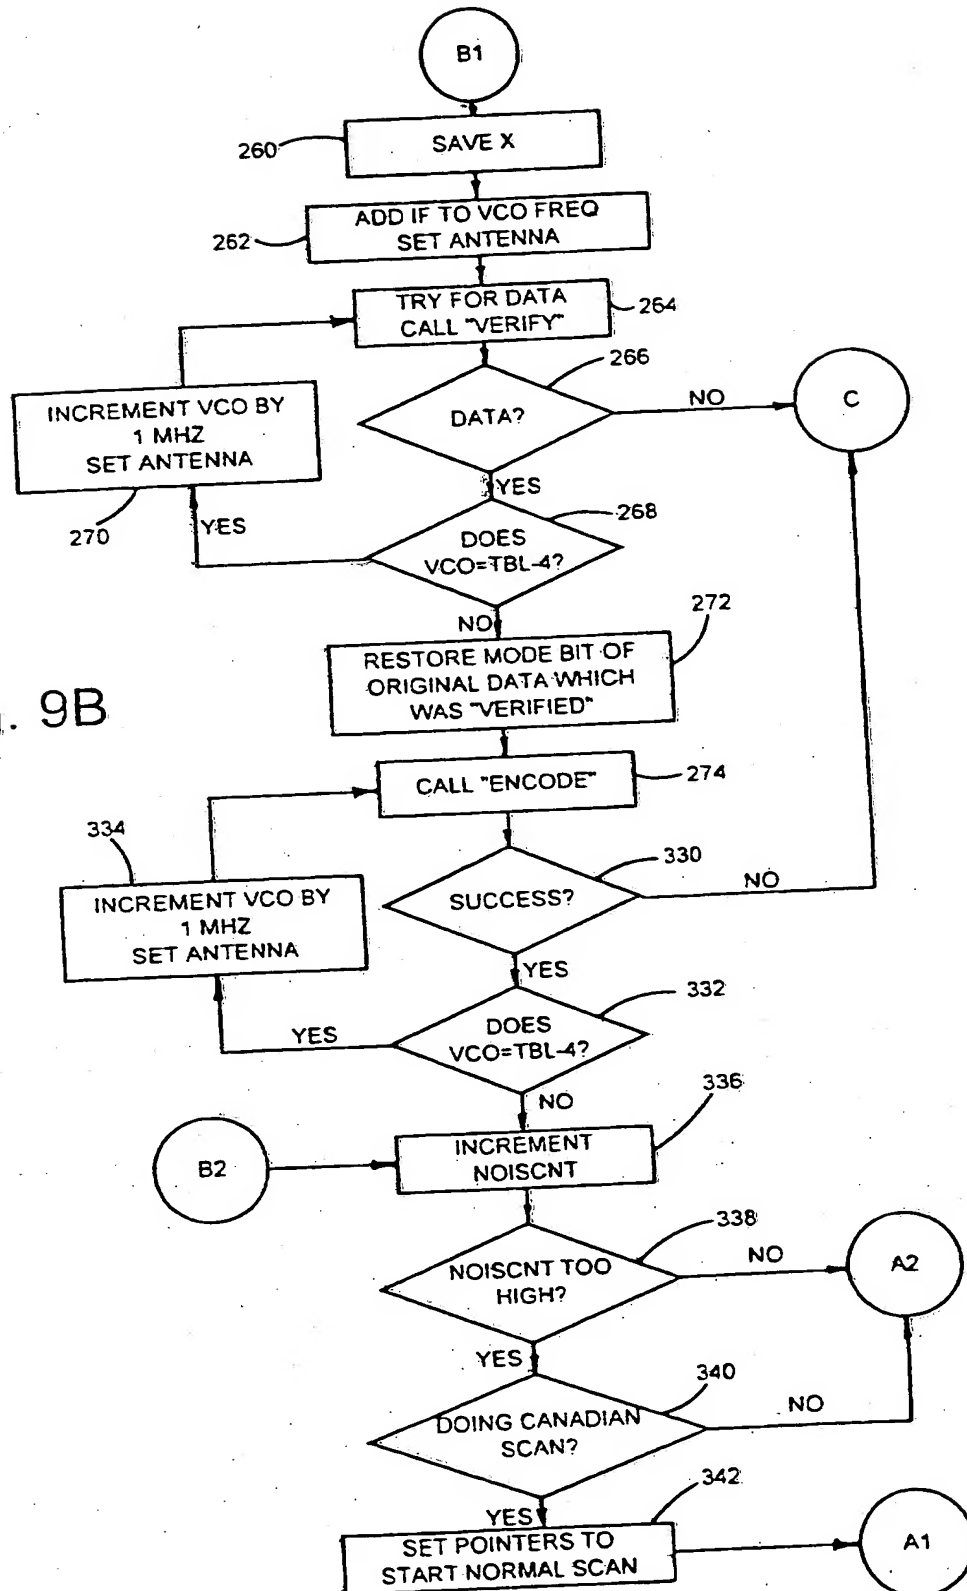 B1
260
SAVE X
262
ADD IF TO VCO FREQ
SET ANTENNA
TRY FOR DATA
CALL "VERIFY"
264
266
DATA?
NO
C
INCREMENT VCO BY
1 MHZ
SET ANTENNA
270
YES
YES
268
DOES
VCO=TBL-4?
NO
272
RESTORE MODE BIT OF
ORIGINAL DATA WHICH
WAS "VERIFIED"
. 9B
CALL "ENCODE"
274
334
INCREMENT VCO BY
1 MHZ
SET ANTENNA
330
SUCCESS?
NO
YES
332
YES
DOES
VCO=TBL-4?
NO
336
B2
INCREMENT
NOISCNT
338
NOISCNT TOO
HIGH?
NO
A2
YES
340
DOING CANADIAN
SCAN?
NO
YES
342
SET POINTERS TO
START NORMAL SCAN
A1